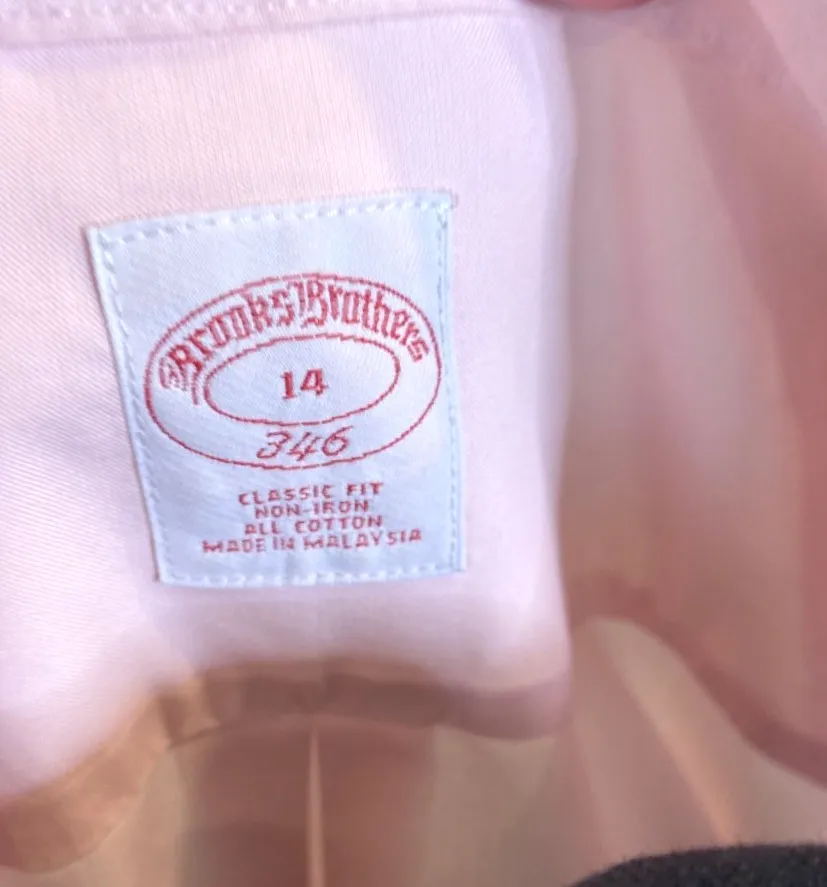 Brooks Brothers
14
346
CLASSIC FIT
NON-IRON
ALL COTTON
MADE IN MALAYSIA